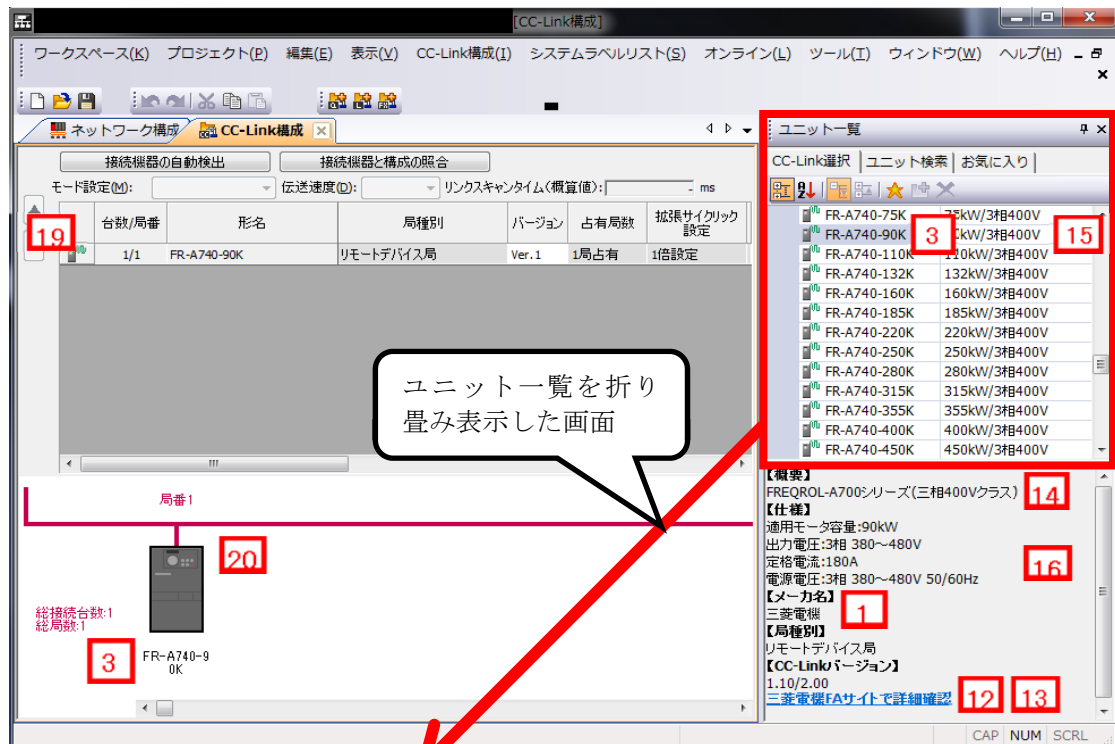 [CC-Link構成]
ワークスペース(K) プロジェクト(P) 編集(E) 表示(V) CC-Link構成(I) システムラベルリスト(S) オンライン(L) ツール(T) ウィンドウ(W) ヘルプ(H)
ネットワーク構成 CC-Link構成
接続機器の自動検出 接続機器と構成の照合
モード設定(M): 伝送速度(D): リンクスキャンタイム(概算値): - ms
台数/局番 形名 局種別 バージョン 占有局数 拡張サイクリック
設定
19
1/1 FR-A740-90K リモートデバイス局 Ver.1 1局占有 1倍設定
ユニット一覧を折り
畳み表示した画面
局番1
20
総接続台数:1
総局数:1
3
FR-A740-9
0K
ユニット一覧
CC-Link選択 ユニット検索 お気に入り
FR-A740-75K 75kW/3相400V
FR-A740-90K 3 0kW/3相400V 15
FR-A740-110K 110kW/3相400V
FR-A740-132K 132kW/3相400V
FR-A740-160K 160kW/3相400V
FR-A740-185K 185kW/3相400V
FR-A740-220K 220kW/3相400V
FR-A740-250K 250kW/3相400V
FR-A740-280K 280kW/3相400V
FR-A740-315K 315kW/3相400V
FR-A740-355K 355kW/3相400V
FR-A740-400K 400kW/3相400V
FR-A740-450K 450kW/3相400V
【概要】
FREQROL-A700シリーズ(三相400Vクラス) 14
【仕様】
適用モータ容量:90kW
出力電圧:3相 380～480V
定格電流:180A 16
電源電圧:3相 380～480V 50/60Hz
【メーカ名】
三菱電機 1
【局種別】
リモートデバイス局
【CC-Linkバージョン】
1.10/2.00
三菱電機FAサイトで詳細確認 12 13
CAP NUM SCRL